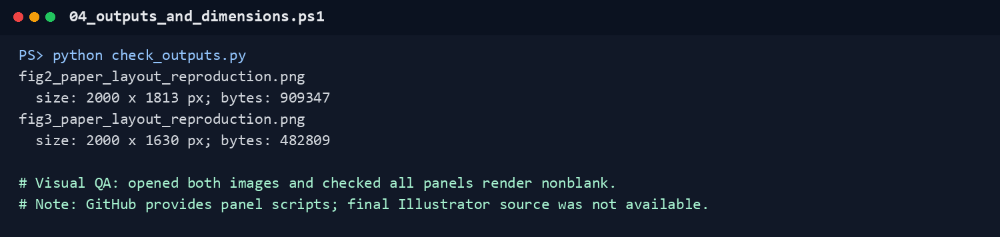 04_outputs_and_dimensions.ps1
PS> python check_outputs.py
fig2_paper_layout_reproduction.png
  size: 2000 x 1813 px; bytes: 909347
fig3_paper_layout_reproduction.png
  size: 2000 x 1630 px; bytes: 482809
# Visual QA: opened both images and checked all panels render nonblank.
# Note: GitHub provides panel scripts; final Illustrator source was not available.